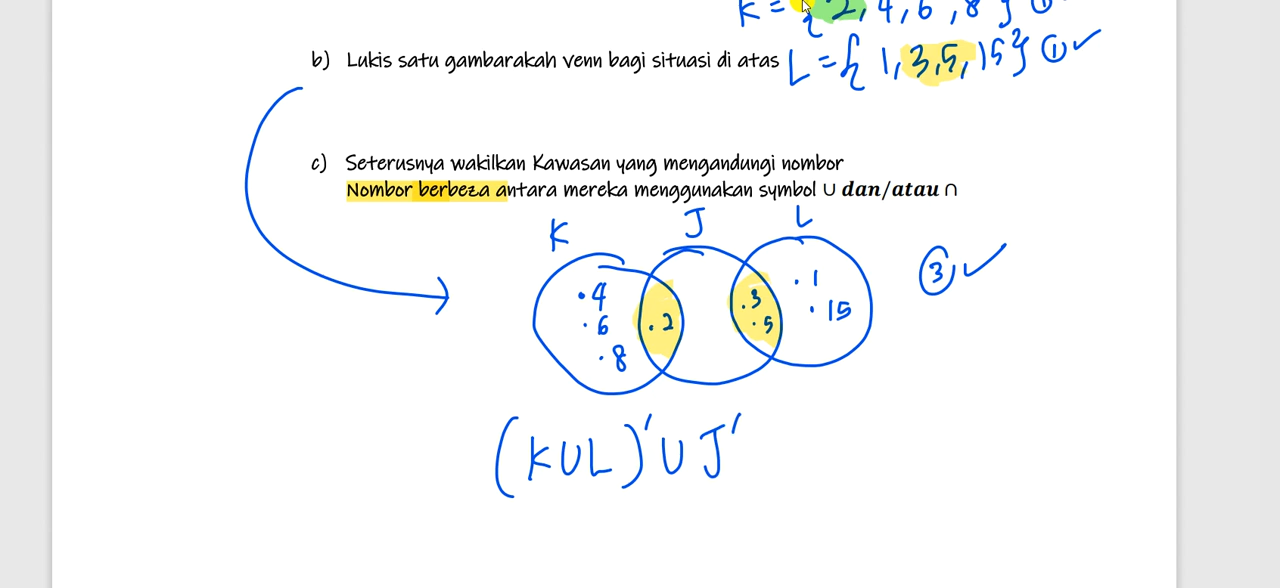 K = { 2, 4, 6, 8 }
b) Lukis satu gambarakah venn bagi situasi di atas L = { 1, 3, 5, 15 } ① ✓
c) Seterusnya wakilkan Kawasan yang mengandungi nombor
Nombor berbeza antara mereka menggunakan symbol ∪ dan/atau ∩
K J L
. 4 . 2 . 3 . 1 ③ ✓
. 6 . 5 . 15
. 8
(K∪L)′ ∪ J′